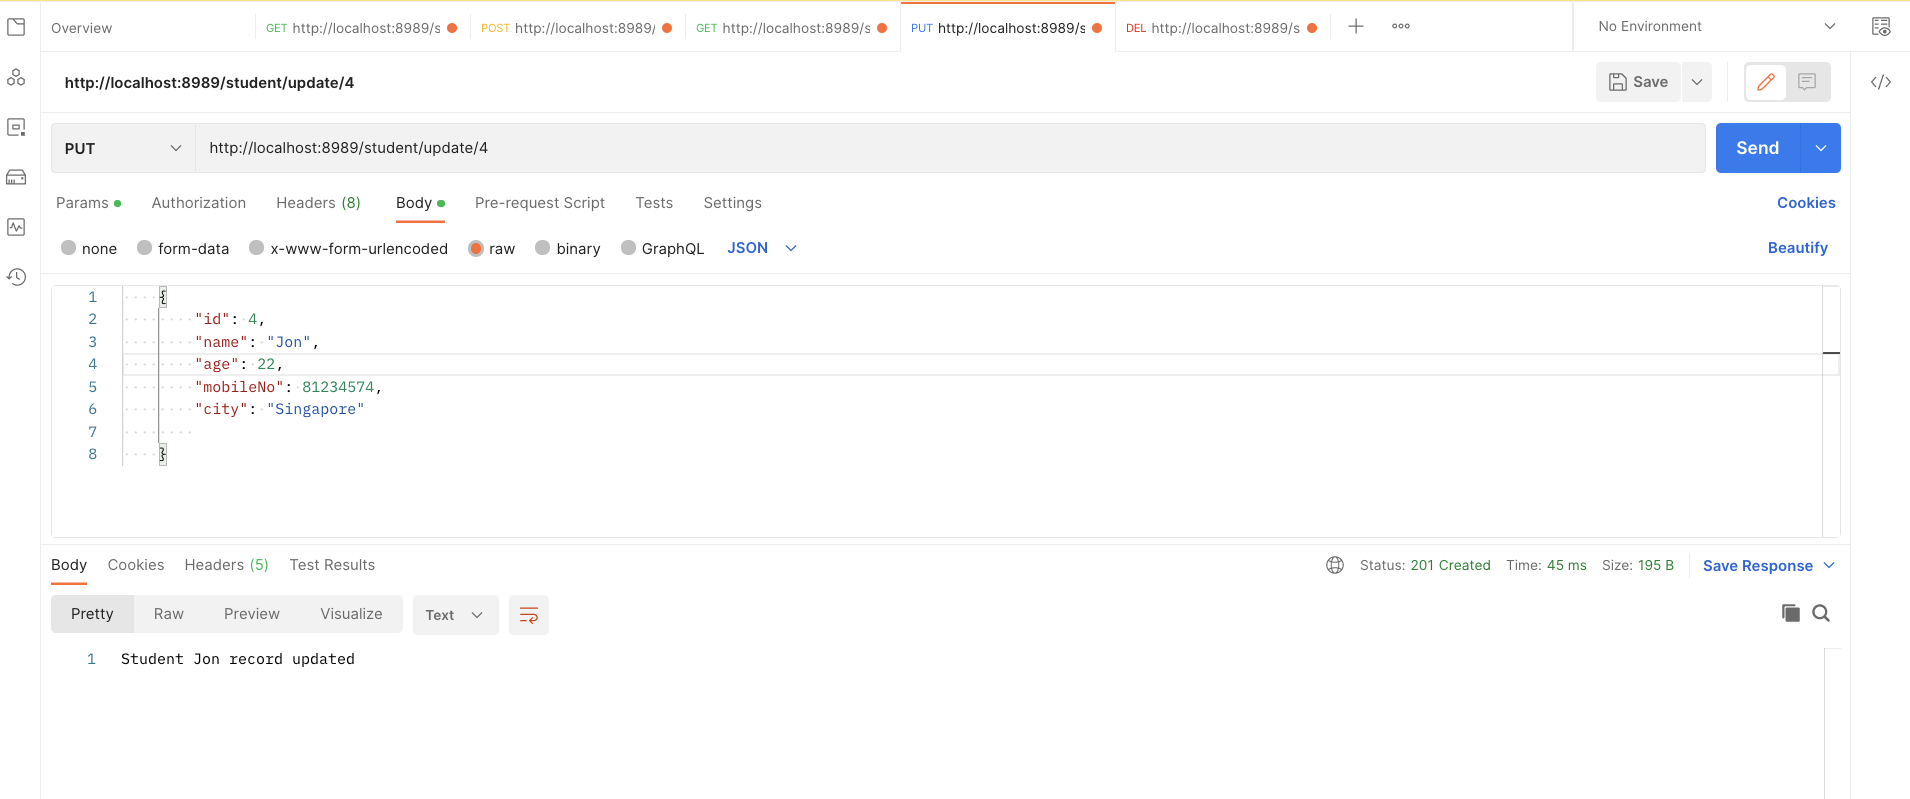 Overview
GET http://localhost:8989/s
POST http://localhost:8989/
GET http://localhost:8989/s
PUT http://localhost:8989/s
DEL http://localhost:8989/s
No Environment
http://localhost:8989/student/update/4
Save
PUT
http://localhost:8989/student/update/4
Send
Params
Authorization
Headers (8)
Body
Pre-request Script
Tests
Settings
Cookies
none
form-data
x-www-form-urlencoded
raw
binary
GraphQL
JSON
Beautify
1 {
2 "id": 4,
3 "name": "Jon",
4 "age": 22,
5 "mobileNo": 81234574,
6 "city": "Singapore"
7
8 }
Body
Cookies
Headers (5)
Test Results
Status: 201 Created
Time: 45 ms
Size: 195 B
Save Response
Pretty
Raw
Preview
Visualize
Text
1 Student Jon record updated